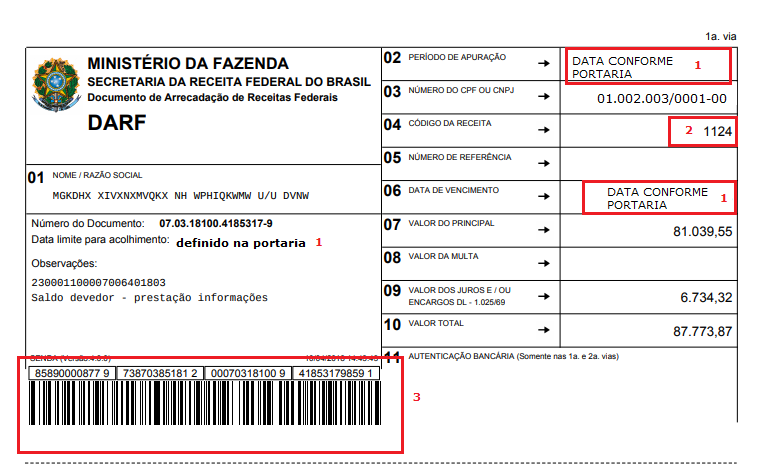 1a. via
MINISTÉRIO DA FAZENDA
SECRETARIA DA RECEITA FEDERAL DO BRASIL
Documento de Arrecadação de Receitas Federais
DARF
01 NOME / RAZÃO SOCIAL
MGKDHX XIVXNXMVQKX NH WPHIQKWMW U/U DVNW
Número do Documento: 07.03.18100.4185317-9
Data limite para acolhimento: definido na portaria 1
Observações:
230001100007006401803
Saldo devedor - prestação informações
02 PERÍODO DE APURAÇÃO
DATA CONFORME 1
PORTARIA
03 NÚMERO DO CPF OU CNPJ
01.002.003/0001-00
04 CÓDIGO DA RECEITA
2 1124
05 NÚMERO DE REFERÊNCIA
06 DATA DE VENCIMENTO
DATA CONFORME 1
PORTARIA
07 VALOR DO PRINCIPAL
81.039,55
08 VALOR DA MULTA
09 VALOR DOS JUROS E / OU
ENCARGOS DL - 1.025/69
6.734,32
10 VALOR TOTAL
87.773,87
11 AUTENTICAÇÃO BANCÁRIA (Somente nas 1a. e 2a. vias)
SENDA (Versão:4.0.0)
85890000877 9 73870385181 2 00070318100 9 41853179859 1
3